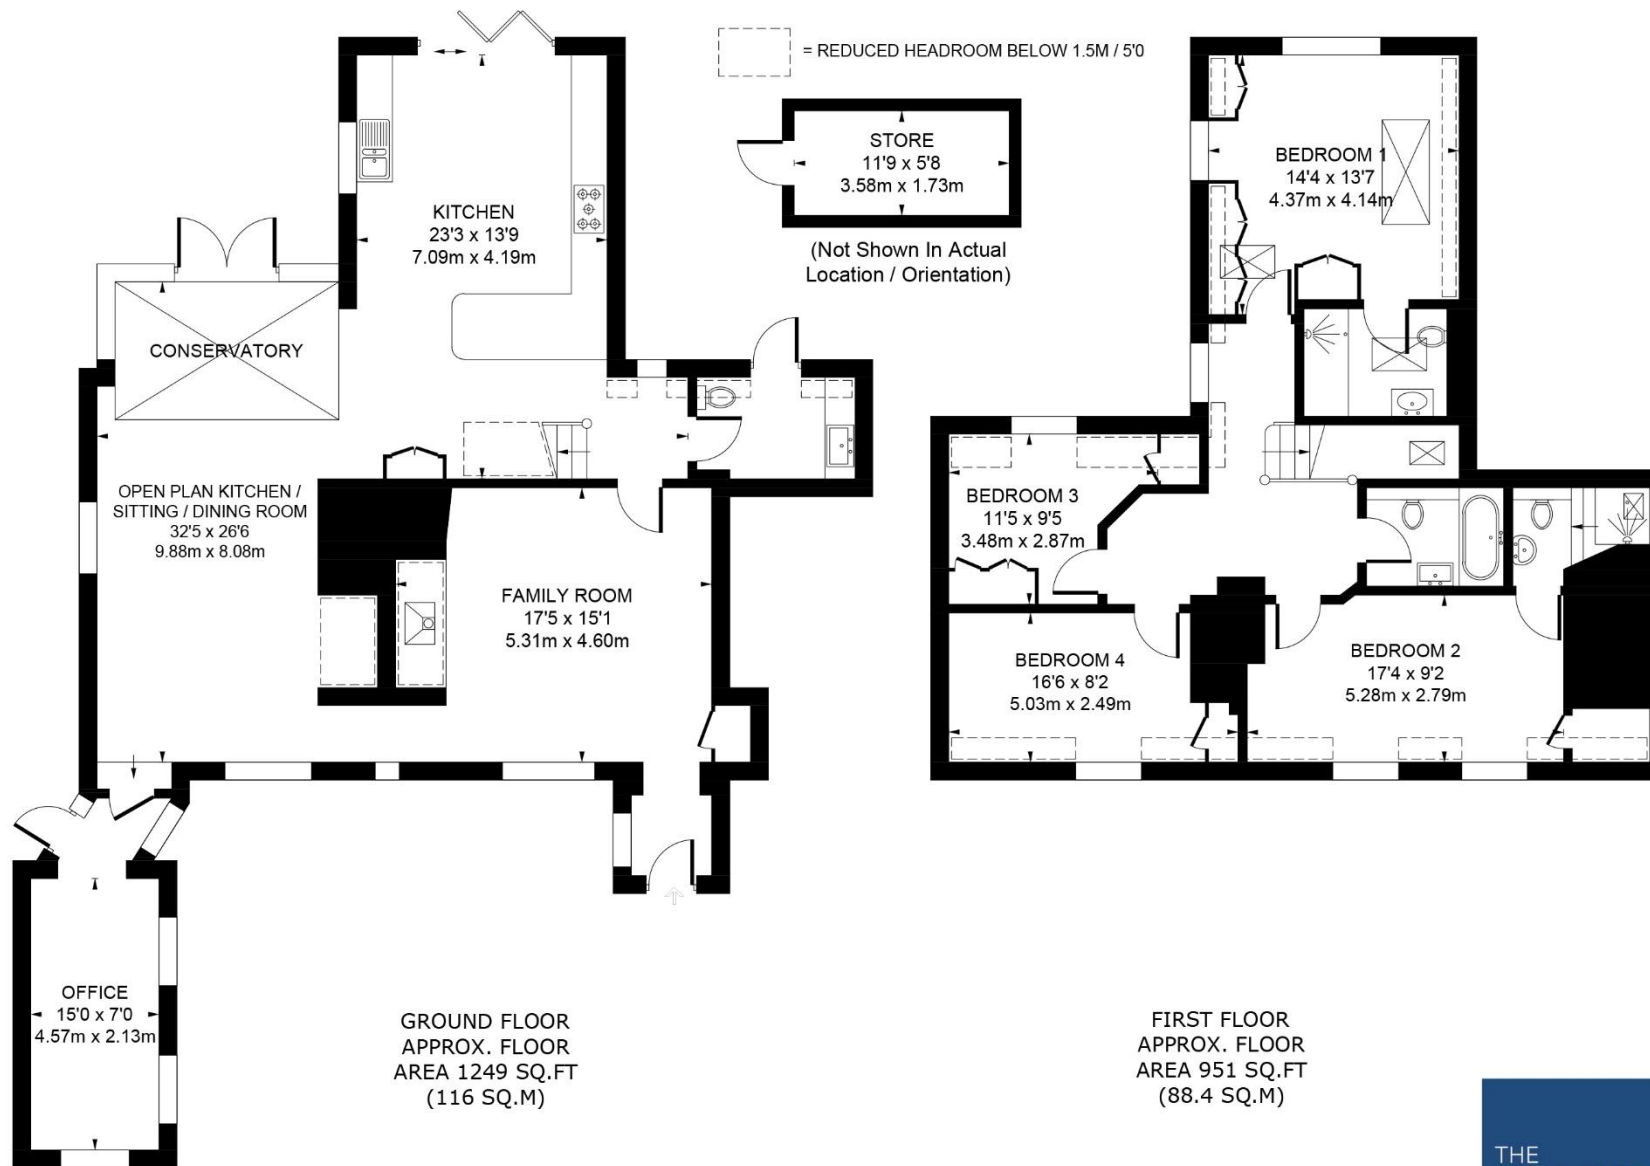 = REDUCED HEADROOM BELOW 1.5M / 5'0
STORE
11'9 x 5'8
3.58m x 1.73m
(Not Shown In Actual
Location / Orientation)
KITCHEN
23'3 x 13'9
7.09m x 4.19m
CONSERVATORY
OPEN PLAN KITCHEN /
SITTING / DINING ROOM
32'5 x 26'6
9.88m x 8.08m
FAMILY ROOM
17'5 x 15'1
5.31m x 4.60m
OFFICE
15'0 x 7'0
4.57m x 2.13m
GROUND FLOOR
APPROX. FLOOR
AREA 1249 SQ.FT
(116 SQ.M)
BEDROOM 1
14'4 x 13'7
4.37m x 4.14m
BEDROOM 3
11'5 x 9'5
3.48m x 2.87m
BEDROOM 4
16'6 x 8'2
5.03m x 2.49m
BEDROOM 2
17'4 x 9'2
5.28m x 2.79m
FIRST FLOOR
APPROX. FLOOR
AREA 951 SQ.FT
(88.4 SQ.M)
THE